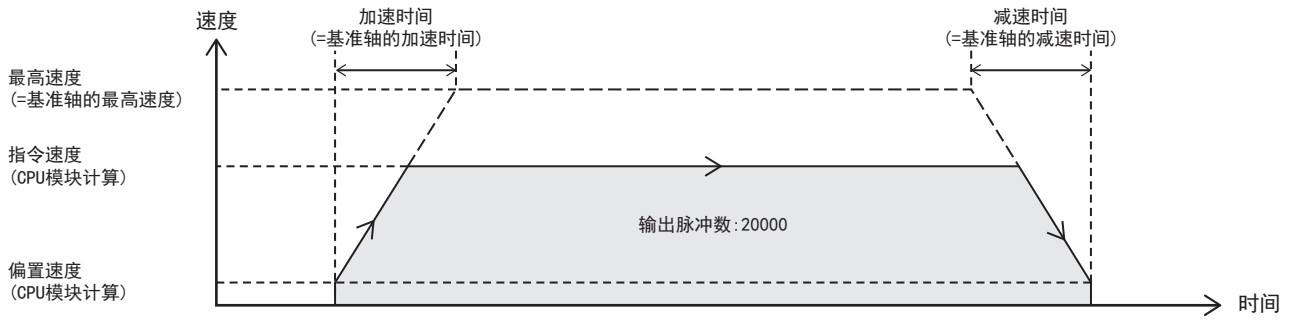 速度
加速时间
(=基准轴的加速时间)
减速时间
(=基准轴的减速时间)
最高速度
(=基准轴的最高速度)
指令速度
(CPU模块计算)
输出脉冲数:20000
偏置速度
(CPU模块计算)
时间